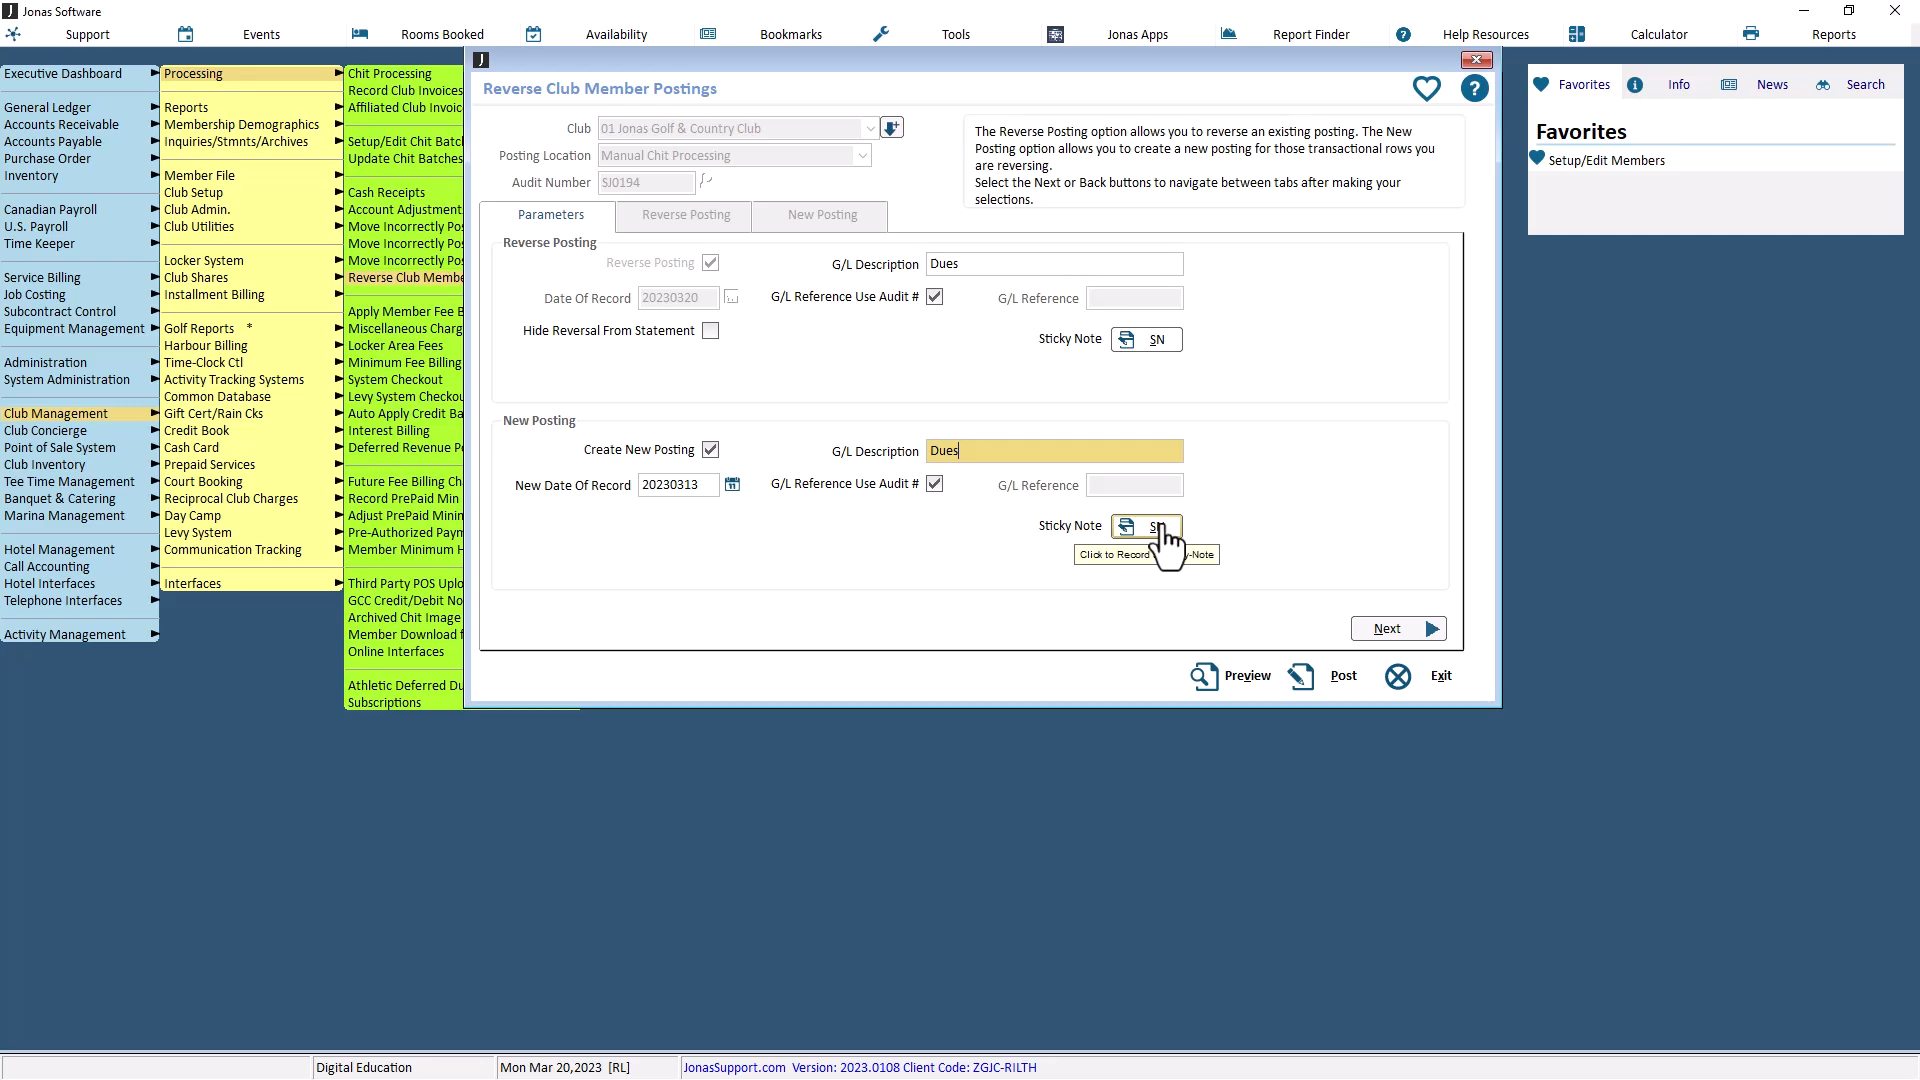 Jonas Software
Support
Events
Rooms Booked
Availability
Bookmarks
Tools
Jonas Apps
Report Finder
Help Resources
Calculator
Reports
Executive Dashboard
General Ledger
Accounts Receivable
Accounts Payable
Purchase Order
Inventory
Canadian Payroll
U.S. Payroll
Time Keeper
Service Billing
Job Costing
Subcontract Control
Equipment Management
Administration
System Administration
Club Management
Club Concierge
Point of Sale System
Club Inventory
Tee Time Management
Banquet & Catering
Marina Management
Hotel Management
Call Accounting
Hotel Interfaces
Telephone Interfaces
Activity Management
Processing
Reports
Membership Demographics
Inquiries/Stmnts/Archives
Member File
Club Setup
Club Admin.
Club Utilities
Locker System
Club Shares
Installment Billing
Golf Reports *
Harbour Billing
Time-Clock Ctl
Activity Tracking Systems
Common Database
Gift Cert/Rain Cks
Credit Book
Cash Card
Prepaid Services
Court Booking
Reciprocal Club Charges
Day Camp
Levy System
Communication Tracking
Interfaces
Chit Processing
Record Club Invoices
Affiliated Club Invoic
Setup/Edit Chit Batc
Update Chit Batches
Cash Receipts
Account Adjustment
Move Incorrectly Po
Move Incorrectly Po
Move Incorrectly Po
Reverse Club Membe
Apply Member Fee B
Miscellaneous Charg
Locker Area Fees
Minimum Fee Billing
System Checkout
Levy System Checkou
Auto Apply Credit Ba
Interest Billing
Deferred Revenue P
Future Fee Billing Ch
Record PrePaid Min
Adjust PrePaid Minin
Pre-Authorized Paym
Member Minimum H
Third Party POS Uplo
GCC Credit/Debit No
Archived Chit Image
Member Download f
Online Interfaces
Athletic Deferred Du
Subscriptions
Reverse Club Member Postings
Club 01 Jonas Golf & Country Club
Posting Location Manual Chit Processing
Audit Number SJ0194
The Reverse Posting option allows you to reverse an existing posting. The New
Posting option allows you to create a new posting for those transactional rows you
are reversing.
Select the Next or Back buttons to navigate between tabs after making your
selections.
Parameters
Reverse Posting
New Posting
Reverse Posting
Reverse Posting
G/L Description Dues
Date Of Record 20230320
G/L Reference Use Audit #
G/L Reference
Hide Reversal From Statement
Sticky Note SN
New Posting
Create New Posting
G/L Description Dues
New Date Of Record 20230313
G/L Reference Use Audit #
G/L Reference
Sticky Note
Click to Record
-Note
Next
Preview
Post
Exit
Favorites
Info
News
Search
Favorites
Setup/Edit Members
Digital Education
Mon Mar 20,2023 [RL]
JonasSupport.com Version: 2023.0108 Client Code: ZGJC-RILTH